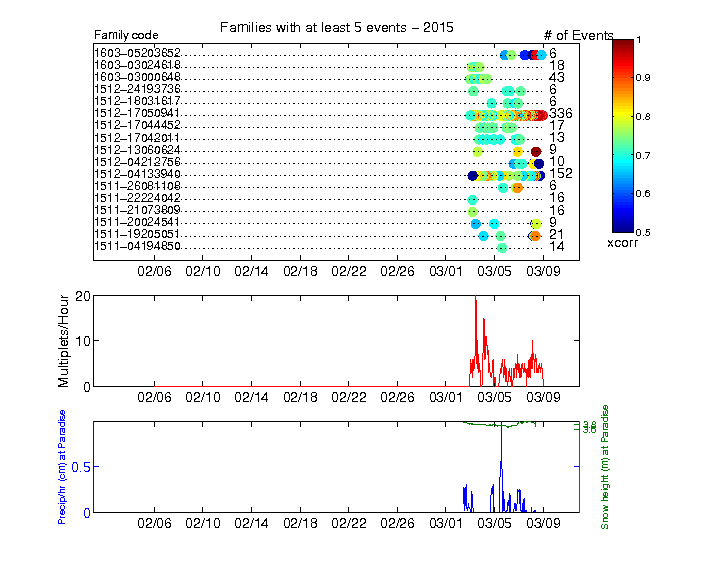 Families with at least 5 events - 2015
Family code
# of Events
1603-05203652 6
1603-03024618 18
1603-03000648 43
1512-24193736 6
1512-18031617 6
1512-17050941 336
1512-17044452 17
1512-17042011 13
1512-13060624 9
1512-04212756 10
1512-04133940 152
1511-26081108 6
1511-22224042 16
1511-21073809 16
1511-20024541 9
1511-19205051 21
1511-04194850 14
02/06 02/10 02/14 02/18 02/22 02/26 03/01 03/05 03/09
1
0.9
0.8
0.7
0.6
0.5
xcorr
Multiplets/Hour
20
10
0
02/06 02/10 02/14 02/18 02/22 02/26 03/01 03/05 03/09
Precip/hr (cm) at Paradise
0.5
0
02/06 02/10 02/14 02/18 02/22 02/26 03/01 03/05 03/09
Snow height (m) at Paradise